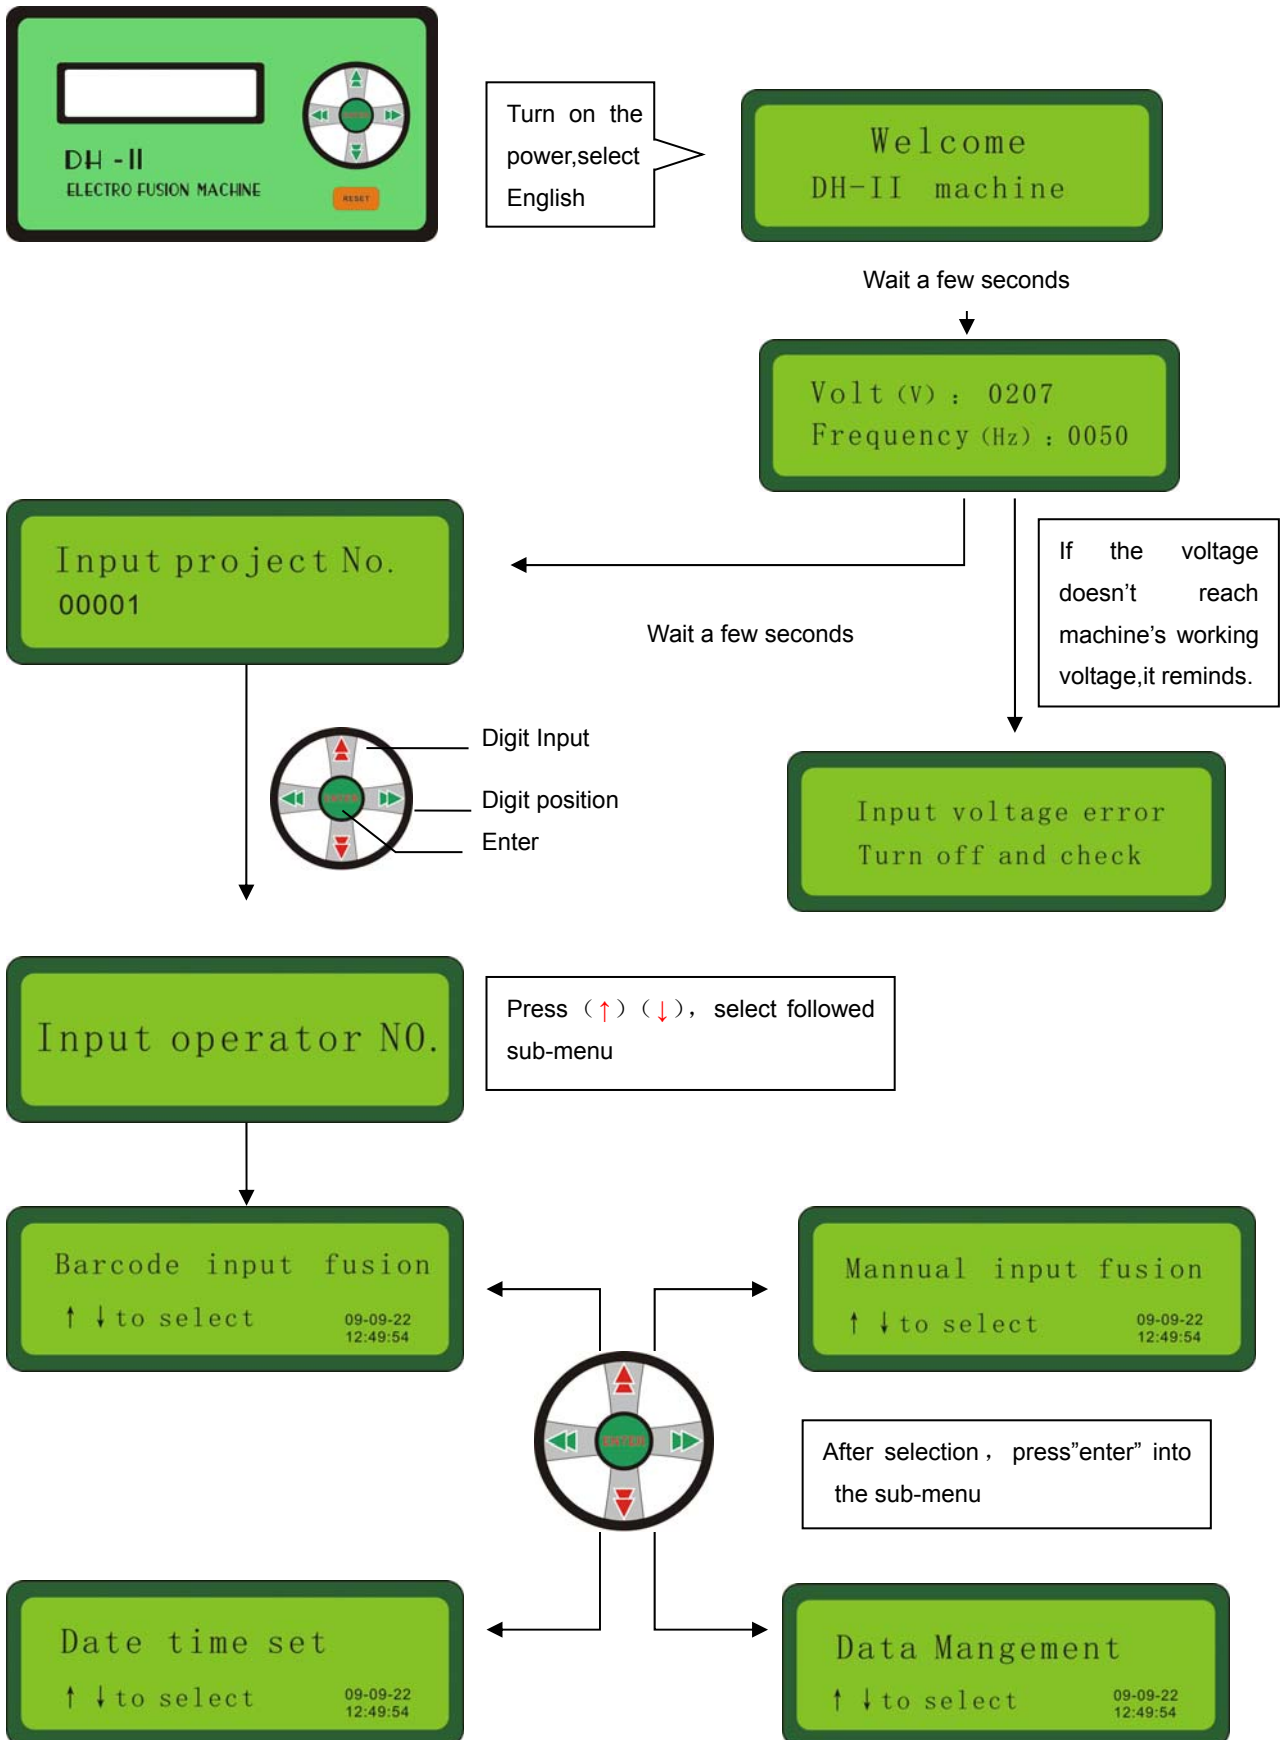 DH -II
ELECTRO FUSION MACHINE
ENTER
RESET
Turn on the
power,select
English
Welcome
DH-II machine
Wait a few seconds
Volt (V) : 0207
Frequency (Hz) : 0050
Input project No.
00001
Wait a few seconds
If the voltage
doesn't reach
machine's working
voltage,it reminds.
Digit Input
Digit position
Enter
ENTER
Input voltage error
Turn off and check
Input operator NO.
Press （↑）（↓）， select followed
sub-menu
Barcode input fusion
↑ ↓ to select
09-09-22
12:49:54
Mannual input fusion
↑ ↓ to select
09-09-22
12:49:54
ENTER
After selection， press”enter” into
the sub-menu
Date time set
↑ ↓ to select
09-09-22
12:49:54
Data Mangement
↑ ↓ to select
09-09-22
12:49:54